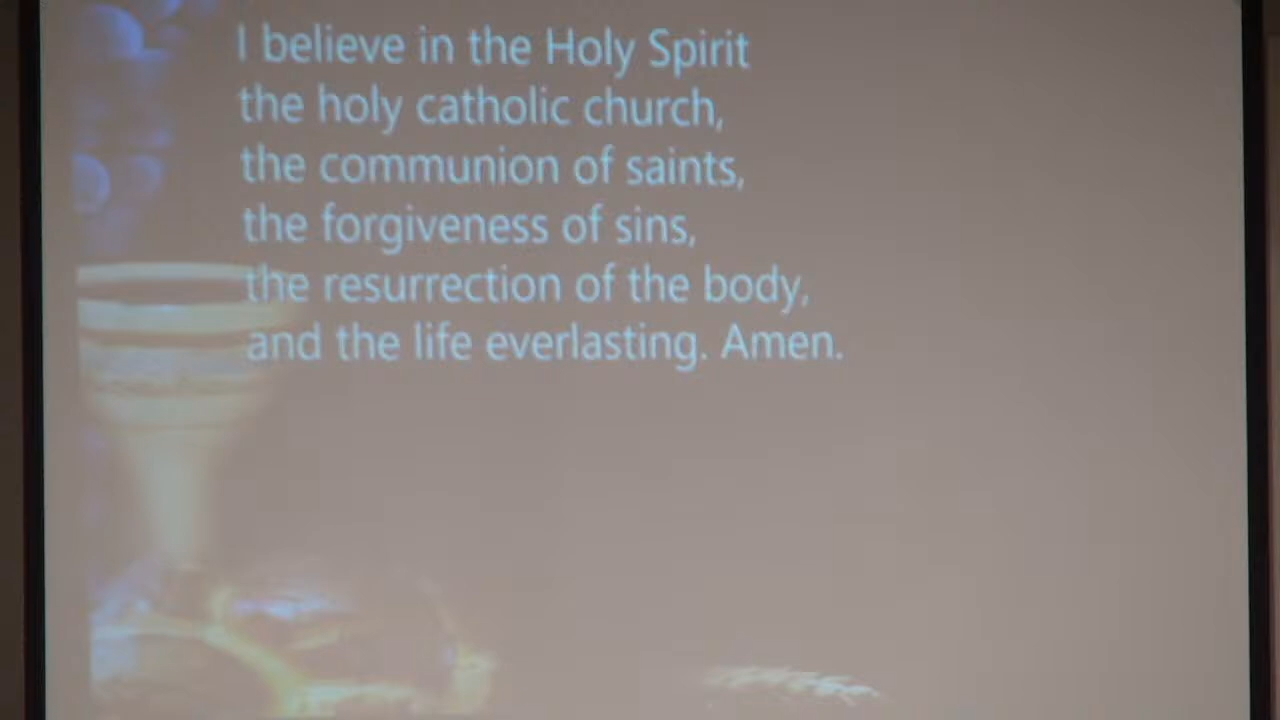 I believe in the Holy Spirit
the holy catholic church,
the communion of saints,
the forgiveness of sins,
the resurrection of the body,
and the life everlasting. Amen.